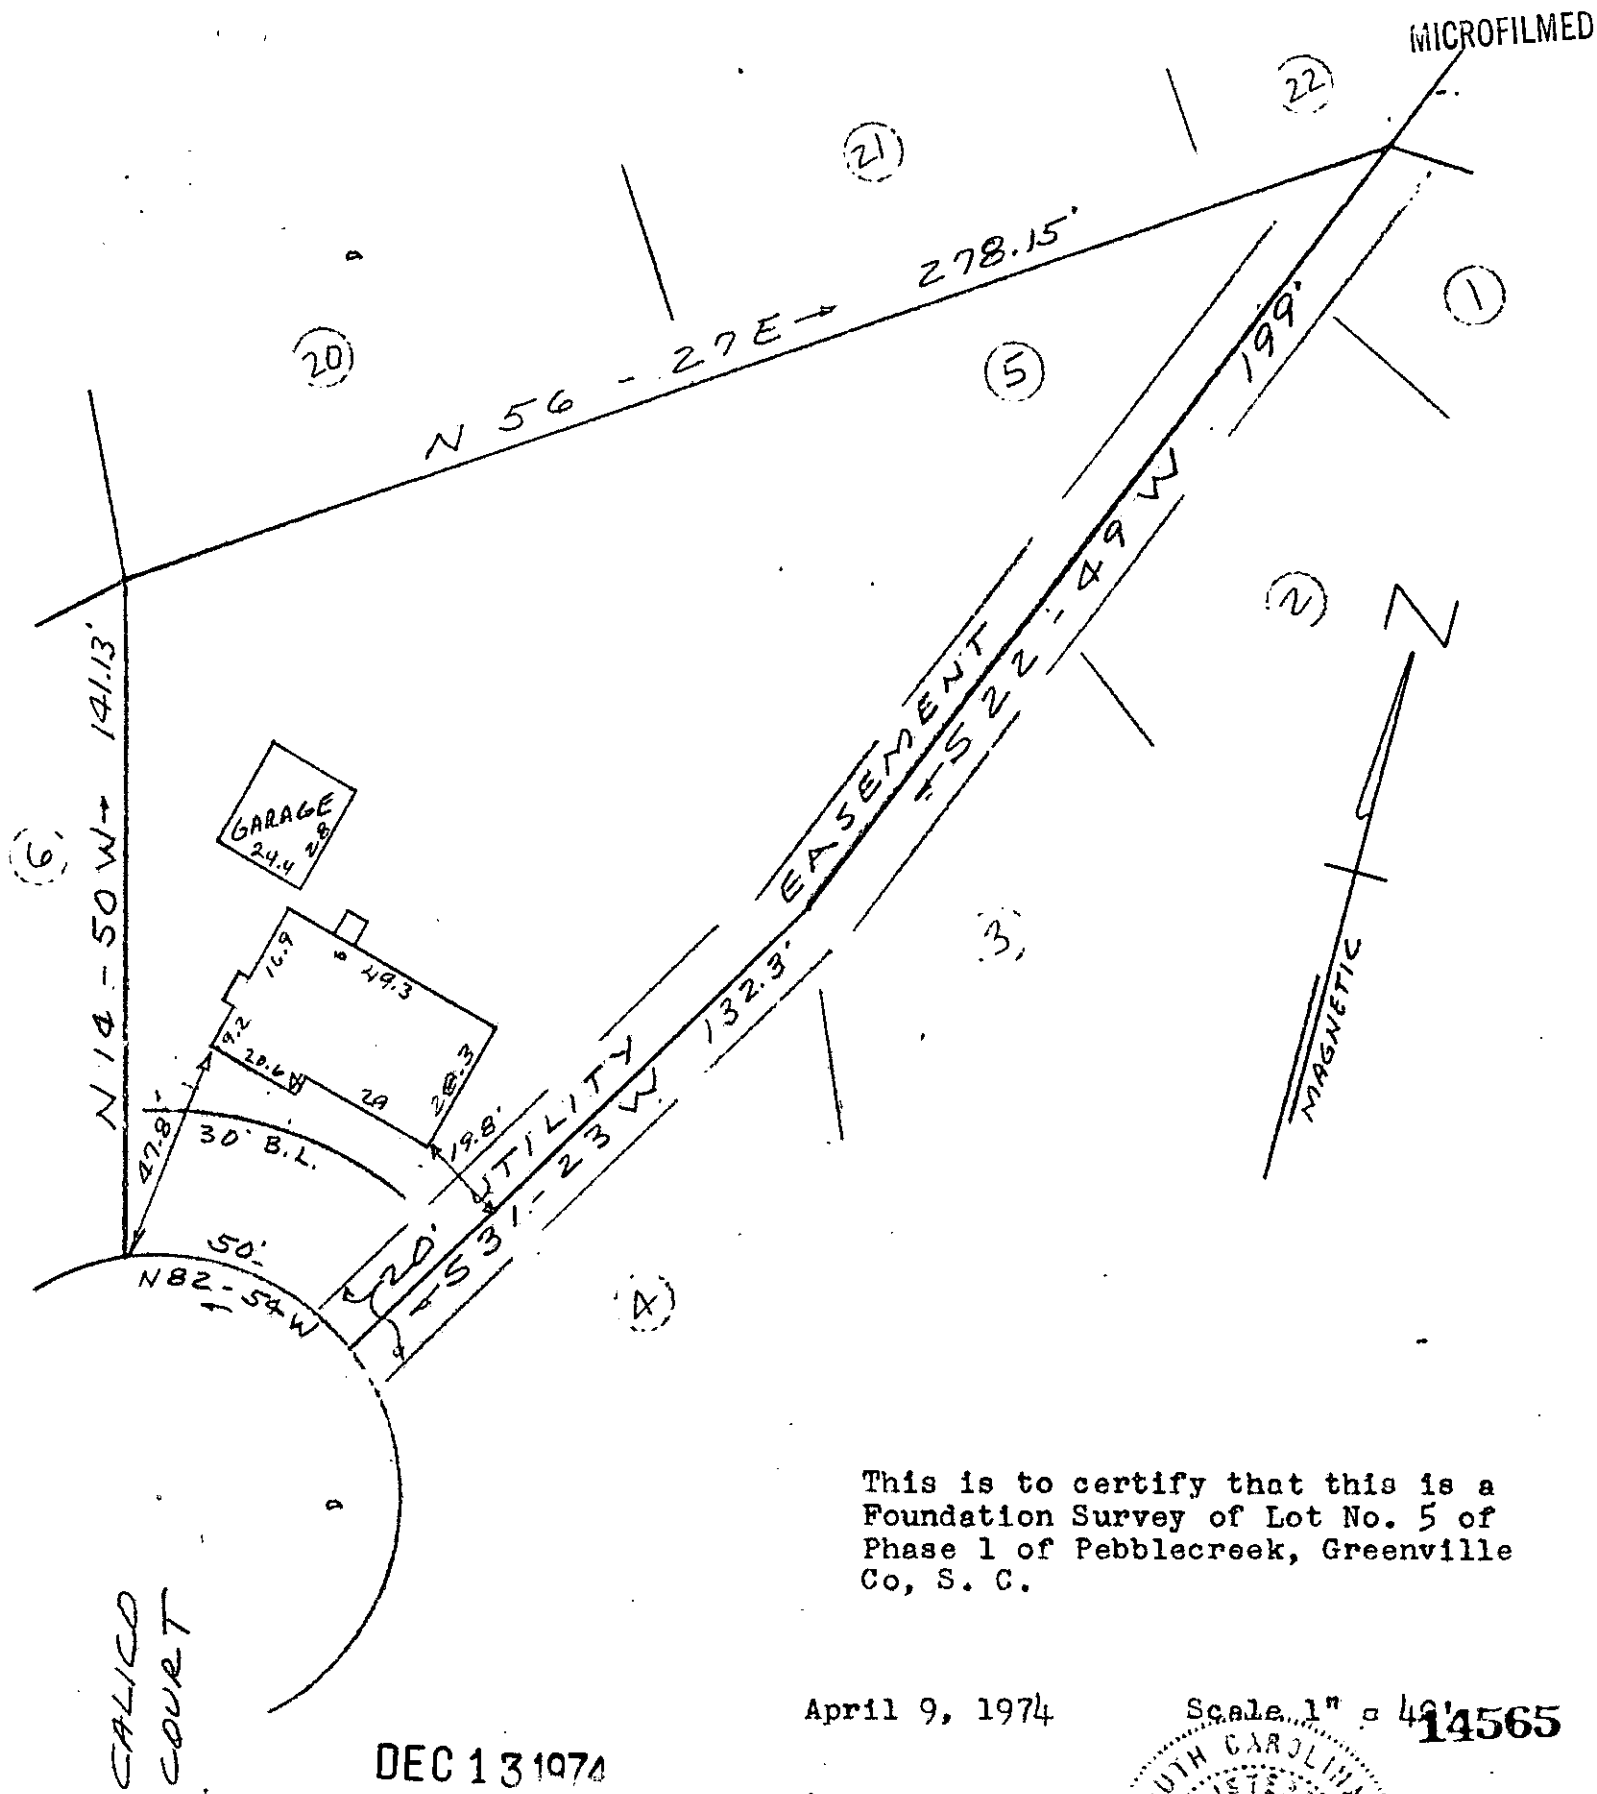 MICROFILMED
22
21
20
1
5
2
3
4
6
N 56 - 27 E → 278.15'
199'
S 22 - 49 W
132.3'
S 31 - 23 W
20' UTILITY EASEMENT
N 14 - 50 W → 141.13'
GARAGE
24.4 28
16.9
49.3
9.2
20.6
29
19.8'
47.8'
30' B.L.
50'
N 82 - 54 W
N
MAGNETIC
CALICO
COURT
This is to certify that this is a
Foundation Survey of Lot No. 5 of
Phase 1 of Pebblecreek, Greenville
Co, S. C.
April 9, 1974 Scale 1" =
14565
DEC 13 1974
CAROLINA